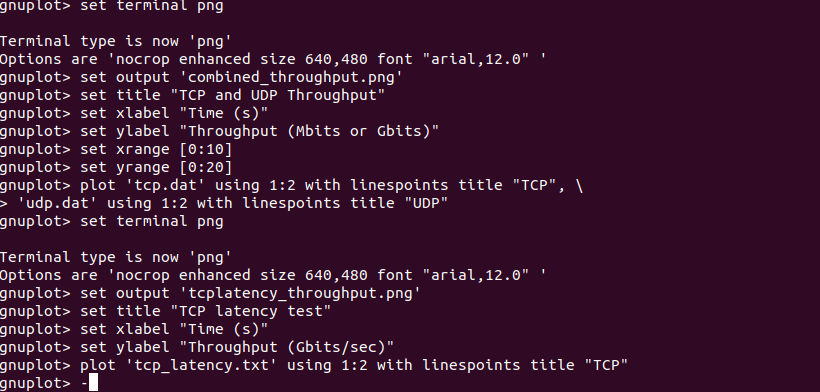 gnuplot> set terminal png

Terminal type is now 'png'
Options are 'nocrop enhanced size 640,480 font "arial,12.0" '
gnuplot> set output 'combined_throughput.png'
gnuplot> set title "TCP and UDP Throughput"
gnuplot> set xlabel "Time (s)"
gnuplot> set ylabel "Throughput (Mbits or Gbits)"
gnuplot> set xrange [0:10]
gnuplot> set yrange [0:20]
gnuplot> plot 'tcp.dat' using 1:2 with linespoints title "TCP", \
> 'udp.dat' using 1:2 with linespoints title "UDP"
gnuplot> set terminal png

Terminal type is now 'png'
Options are 'nocrop enhanced size 640,480 font "arial,12.0" '
gnuplot> set output 'tcplatency_throughput.png'
gnuplot> set title "TCP latency test"
gnuplot> set xlabel "Time (s)"
gnuplot> set ylabel "Throughput (Gbits/sec)"
gnuplot> plot 'tcp_latency.txt' using 1:2 with linespoints title "TCP"
gnuplot> -